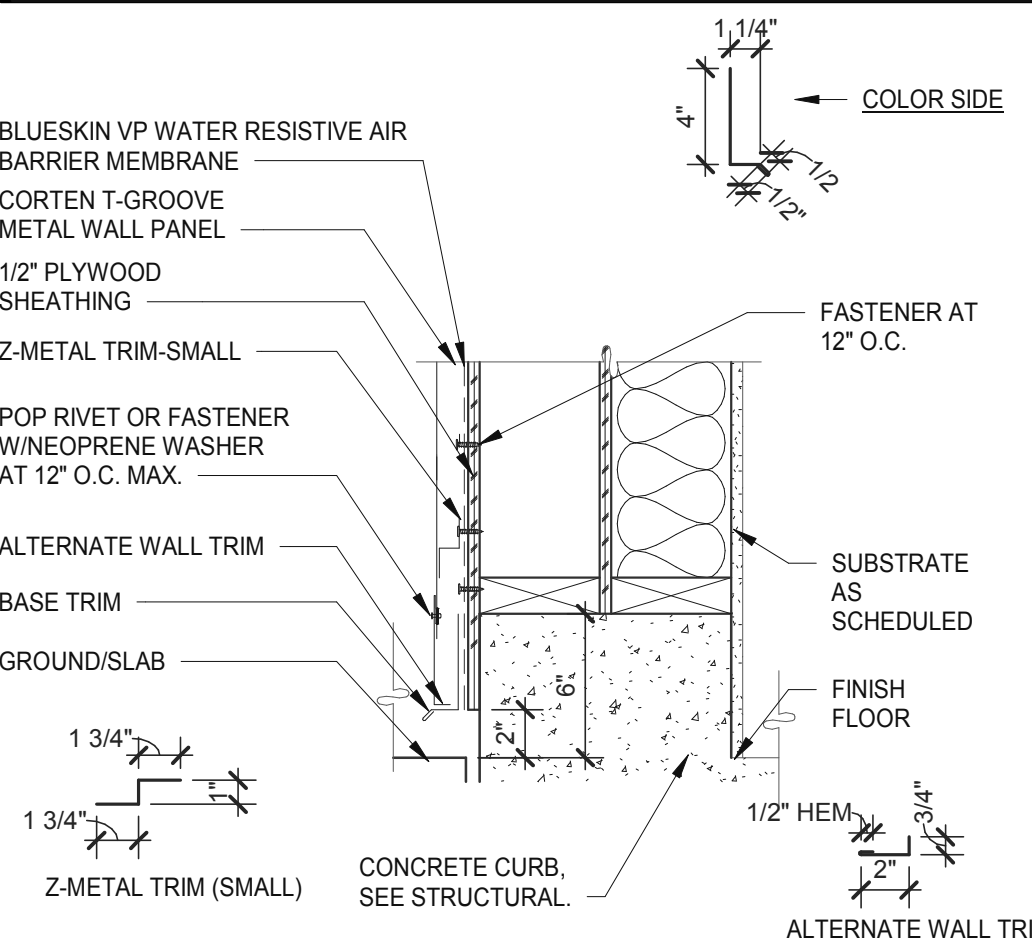 1 1/4"
4"
COLOR SIDE
1/2
1/2"
BLUESKIN VP WATER RESISTIVE AIR
BARRIER MEMBRANE
CORTEN T-GROOVE
METAL WALL PANEL
1/2" PLYWOOD
SHEATHING
Z-METAL TRIM-SMALL
POP RIVET OR FASTENER
W/NEOPRENE WASHER
AT 12" O.C. MAX.
ALTERNATE WALL TRIM
BASE TRIM
GROUND/SLAB
FASTENER AT
12" O.C.
SUBSTRATE
AS
SCHEDULED
FINISH
FLOOR
6"
2"
1 3/4"
1"
1 3/4"
Z-METAL TRIM (SMALL)
CONCRETE CURB,
SEE STRUCTURAL.
1/2" HEM
3/4"
2"
ALTERNATE WALL TRI